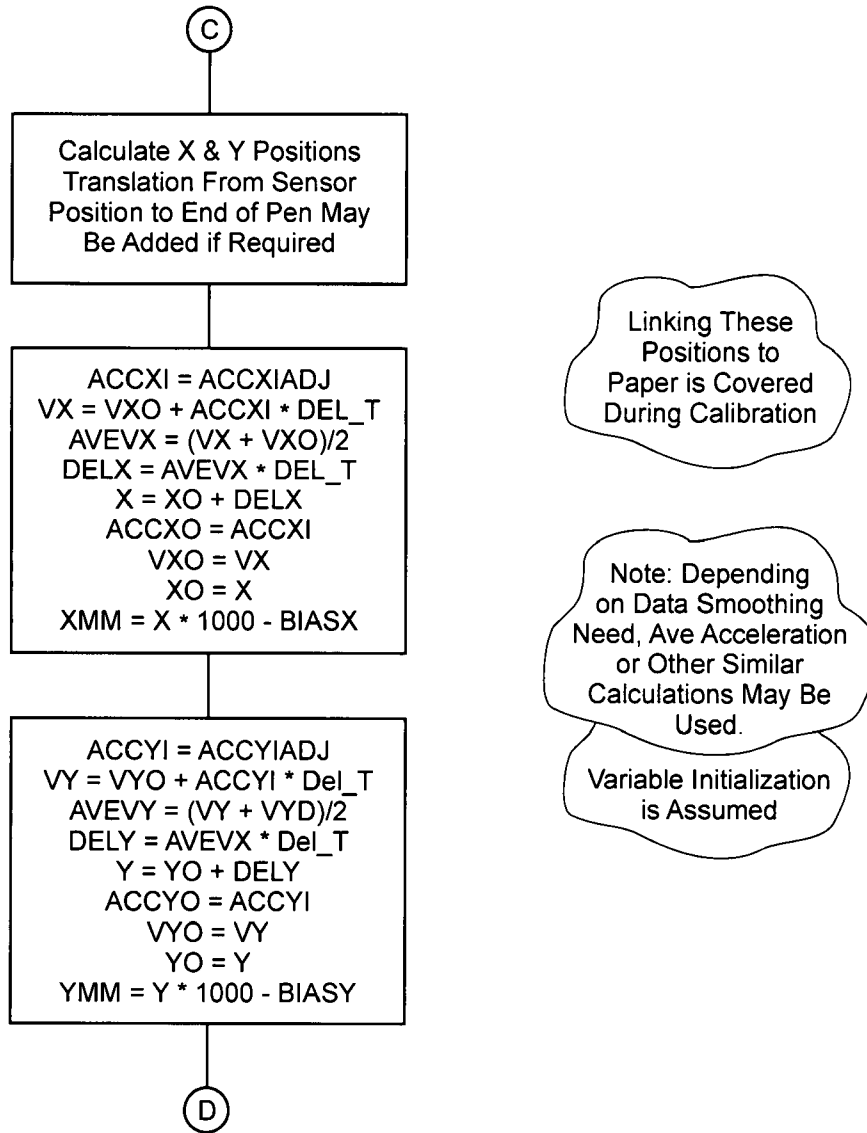 C
Calculate X & Y Positions
Translation From Sensor
Position to End of Pen May
Be Added if Required
ACCXI = ACCXIADJ
VX = VXO + ACCXI * DEL_T
AVEVX = (VX + VXO)/2
DELX = AVEVX * DEL_T
X = XO + DELX
ACCXO = ACCXI
VXO = VX
XO = X
XMM = X * 1000 - BIASX
ACCYI = ACCYIADJ
VY = VYO + ACCYI * Del_T
AVEVY = (VY + VYD)/2
DELY = AVEVX * Del_T
Y = YO + DELY
ACCYO = ACCYI
VYO = VY
YO = Y
YMM = Y * 1000 - BIASY
D
Linking These
Positions to
Paper is Covered
During Calibration
Note: Depending
on Data Smoothing
Need, Ave Acceleration
or Other Similar
Calculations May Be
Used.
Variable Initialization
is Assumed